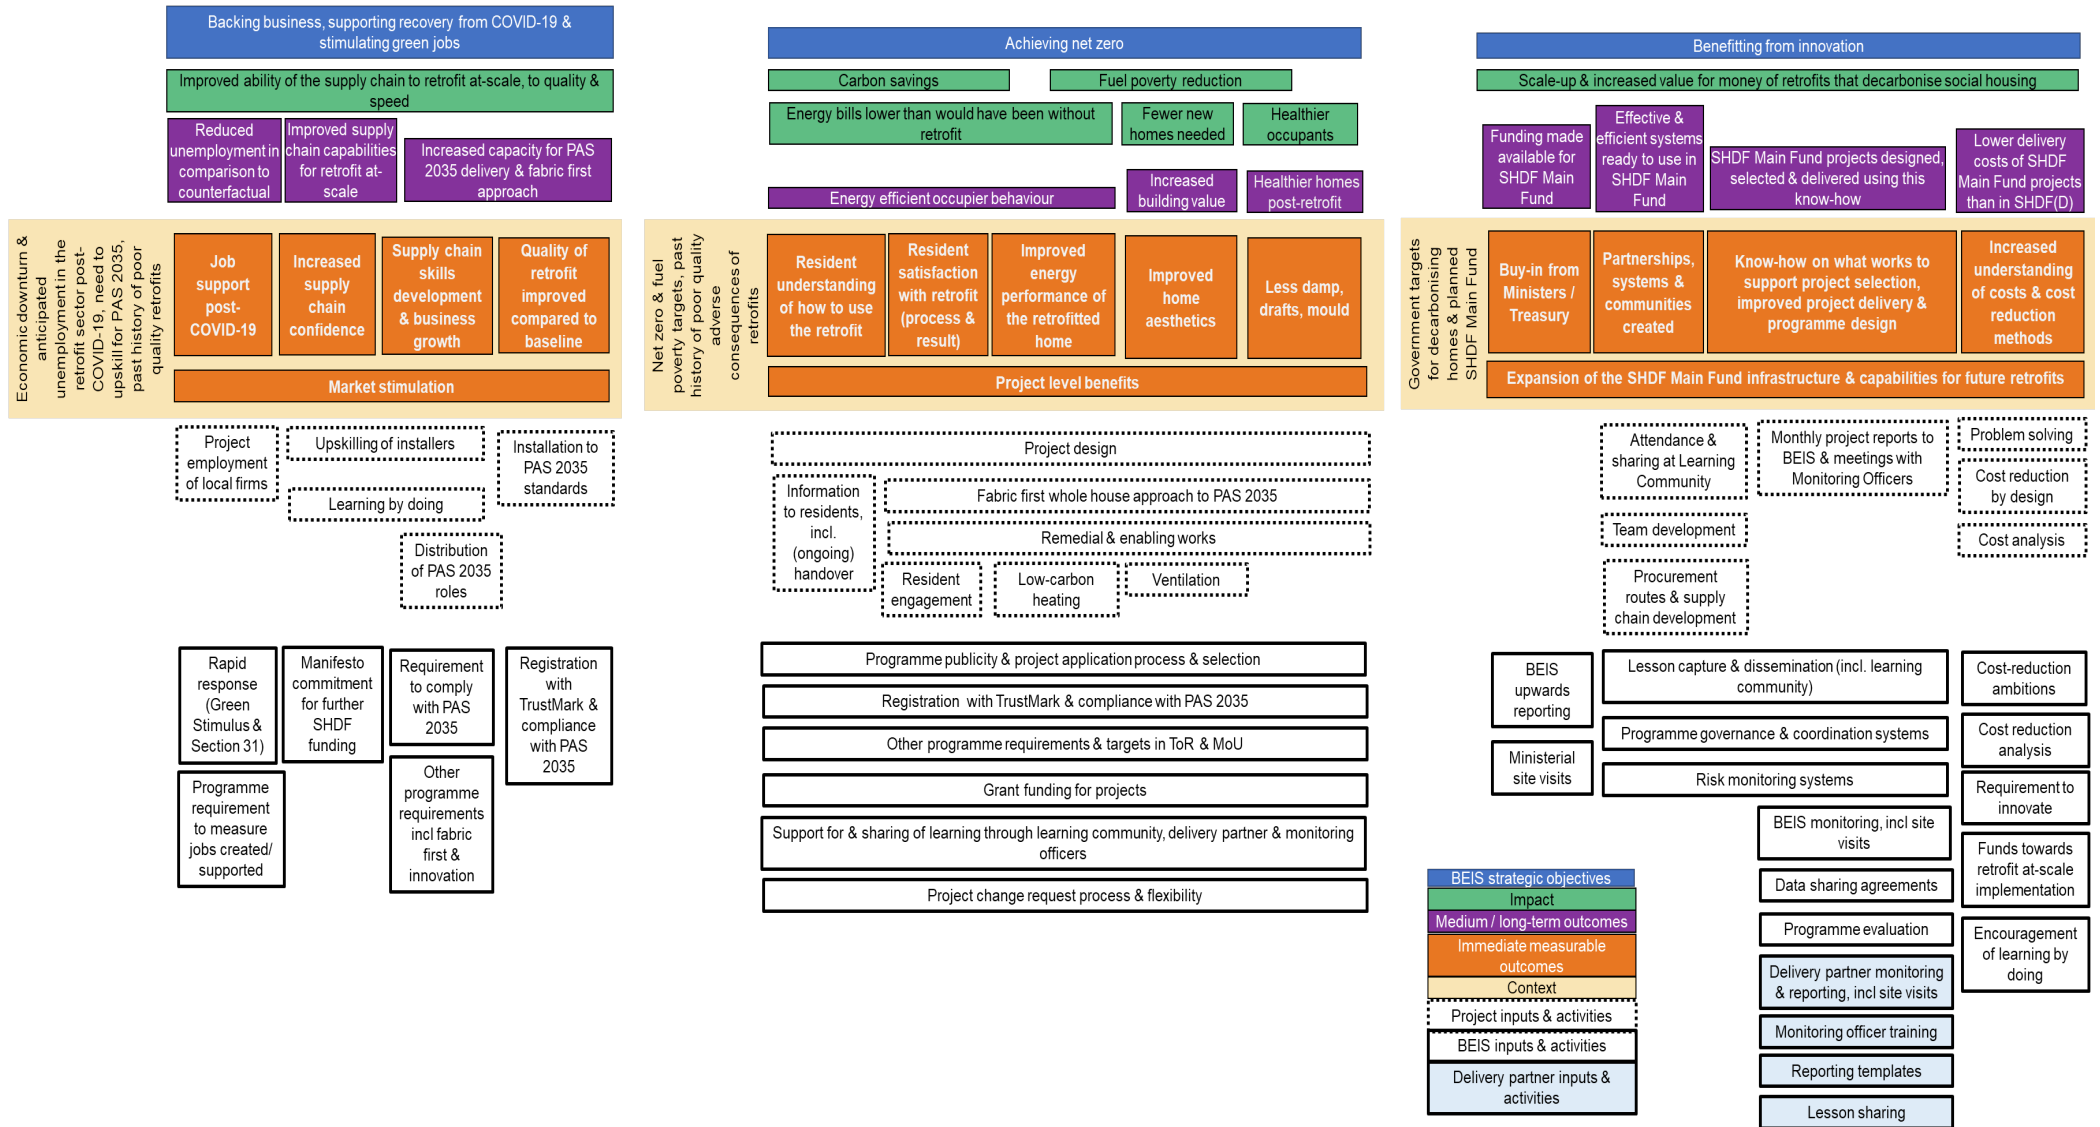 Backing business, supporting recovery from COVID-19 &
stimulating green jobs
Improved ability of the supply chain to retrofit at-scale, to quality &
speed
Reduced
unemployment in
comparison to
counterfactual
Improved supply
chain capabilities
for retrofit at-
scale
Increased capacity for PAS
2035 delivery & fabric first
approach
Economic downturn &
anticipated
unemployment in the
retrofit sector post-
COVID-19, need to
upskill for PAS 2035,
past history of poor
quality retrofits
Job
support
post-
COVID-19
Increased
supply
chain
confidence
Supply chain
skills
development
& business
growth
Quality of
retrofit
improved
compared to
baseline
Market stimulation
Project
employment
of local firms
Upskilling of installers
Installation to
PAS 2035
standards
Learning by doing
Distribution
of PAS 2035
roles
Rapid
response
(Green
Stimulus &
Section 31)
Manifesto
commitment
for further
SHDF
funding
Requirement
to comply
with PAS
2035
Registration
with
TrustMark &
compliance
with PAS
2035
Programme
requirement
to measure
jobs created/
supported
Other
programme
requirements
incl fabric
first &
innovation
Achieving net zero
Carbon savings
Fuel poverty reduction
Energy bills lower than would have been without
retrofit
Fewer new
homes needed
Healthier
occupants
Energy efficient occupier behaviour
Increased
building value
Healthier homes
post-retrofit
Net zero & fuel
poverty targets, past
history of poor quality
adverse
consequences of
retrofits
Resident
understanding
of how to use
the retrofit
Resident
satisfaction
with retrofit
(process &
result)
Improved
energy
performance of
the retrofitted
home
Improved
home
aesthetics
Less damp,
drafts, mould
Project level benefits
Project design
Information
to residents,
incl.
(ongoing)
handover
Fabric first whole house approach to PAS 2035
Remedial & enabling works
Resident
engagement
Low-carbon
heating
Ventilation
Programme publicity & project application process & selection
Registration with TrustMark & compliance with PAS 2035
Other programme requirements & targets in ToR & MoU
Grant funding for projects
Support for & sharing of learning through learning community, delivery partner & monitoring
officers
Project change request process & flexibility
Benefitting from innovation
Scale-up & increased value for money of retrofits that decarbonise social housing
Funding made
available for
SHDF Main
Fund
Effective &
efficient systems
ready to use in
SHDF Main
Fund
SHDF Main Fund projects designed,
selected & delivered using this
know-how
Lower delivery
costs of SHDF
Main Fund projects
than in SHDF(D)
Government targets
for decarbonising
homes & planned
SHDF Main Fund
Buy-in from
Ministers /
Treasury
Partnerships,
systems &
communities
created
Know-how on what works to
support project selection,
improved project delivery &
programme design
Increased
understanding
of costs & cost
reduction
methods
Expansion of the SHDF Main Fund infrastructure & capabilities for future retrofits
Attendance &
sharing at Learning
Community
Monthly project reports to
BEIS & meetings with
Monitoring Officers
Problem solving
Cost reduction
by design
Team development
Cost analysis
Procurement
routes & supply
chain development
BEIS
upwards
reporting
Lesson capture & dissemination (incl. learning
community)
Cost-reduction
ambitions
Programme governance & coordination systems
Cost reduction
analysis
Ministerial
site visits
Risk monitoring systems
Requirement to
innovate
BEIS monitoring, incl site
visits
Funds towards
retrofit at-scale
implementation
Data sharing agreements
Programme evaluation
Encouragement
of learning by
doing
Delivery partner monitoring
& reporting, incl site visits
Monitoring officer training
Reporting templates
Lesson sharing
BEIS strategic objectives
Impact
Medium / long-term outcomes
Immediate measurable
outcomes
Context
Project inputs & activities
BEIS inputs & activities
Delivery partner inputs &
activities